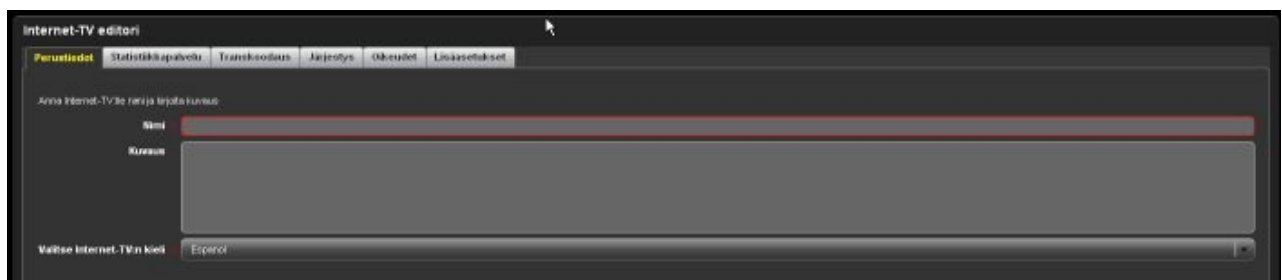 Internet-TV editori
Perustiedot Statistiikkapalvelu Transkoodaus Järjestys Oikeudet Lisäasetukset
Anna Internet-TV:lle nimi ja kirjoita kuvaus
Nimi
Kuvaus
Valitse Internet-TV:n kieli Espanol